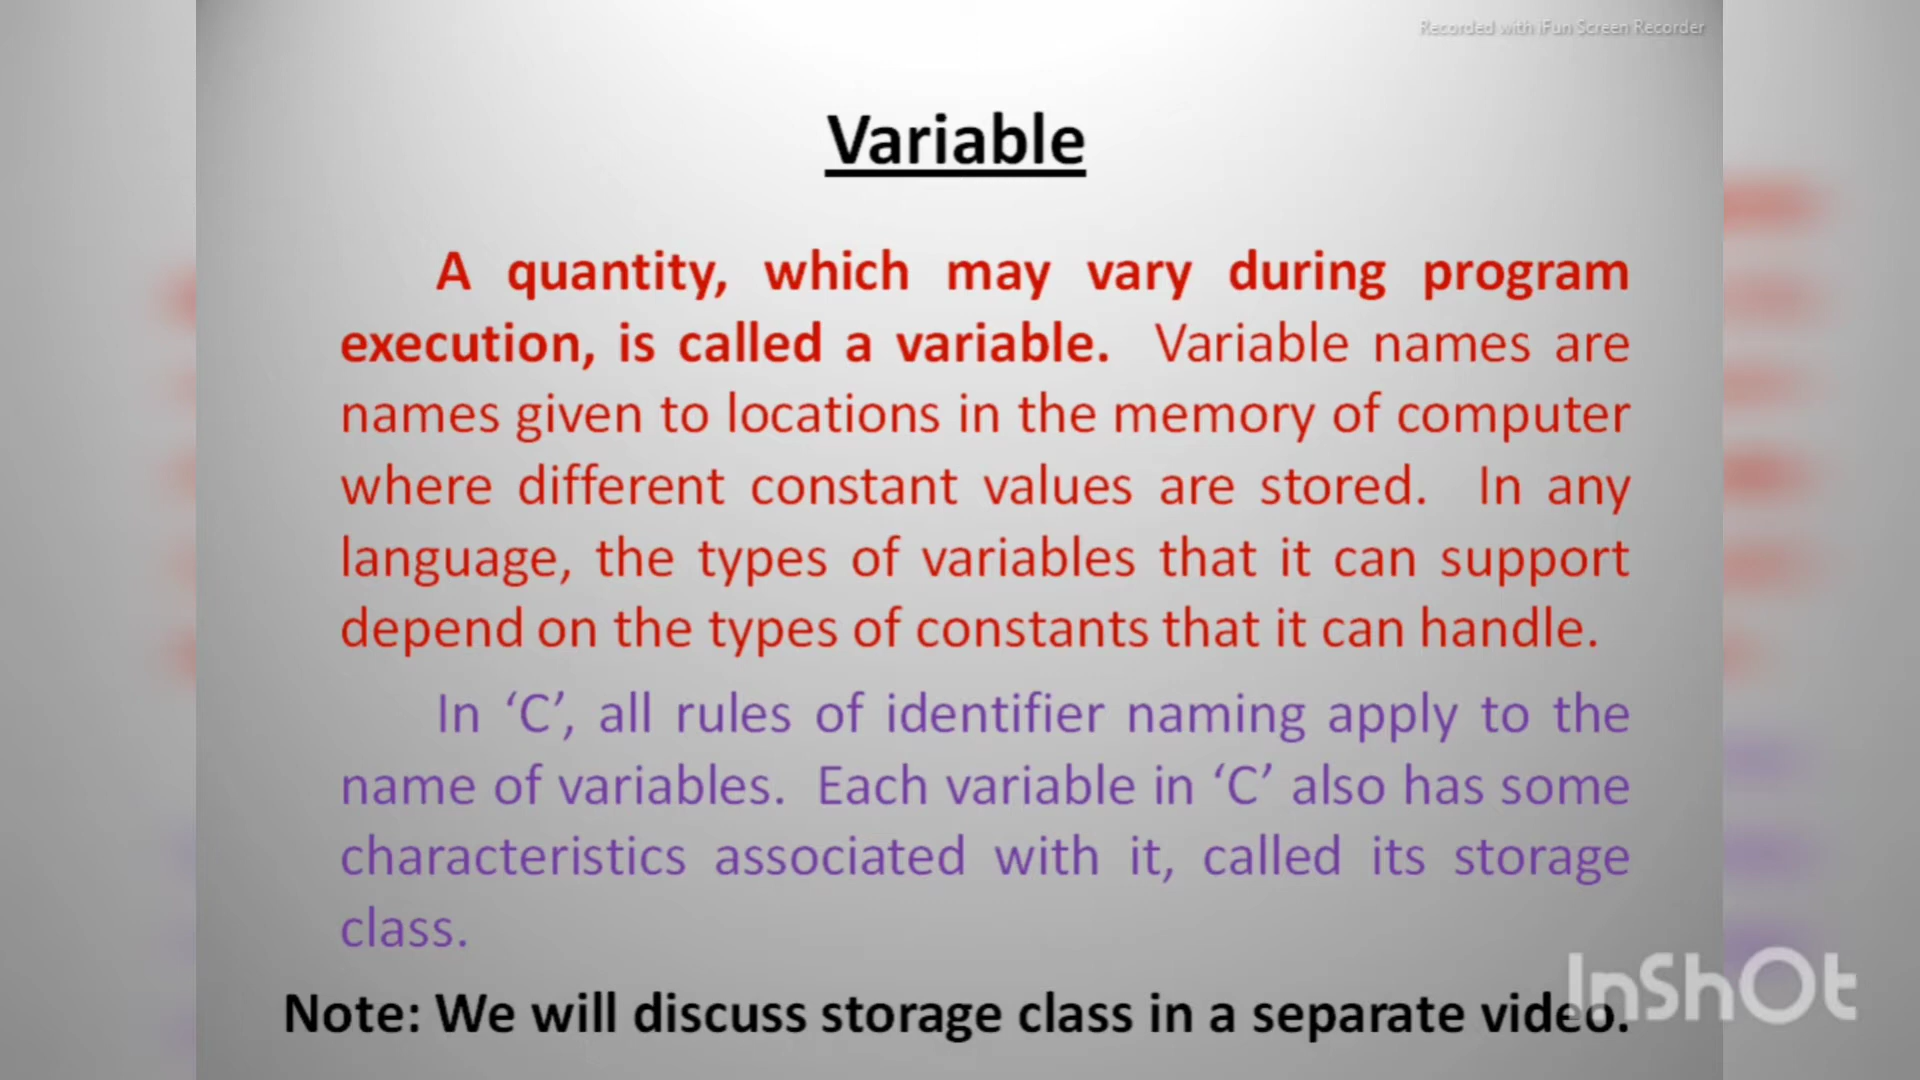 Recorded with iFun Screen Recorder
Variable
A quantity, which may vary during program
execution, is called a variable. Variable names are
names given to locations in the memory of computer
where different constant values are stored. In any
language, the types of variables that it can support
depend on the types of constants that it can handle.
In ‘C’, all rules of identifier naming apply to the
name of variables. Each variable in ‘C’ also has some
characteristics associated with it, called its storage
class.
Note: We will discuss storage class in a separate video.
InShOt